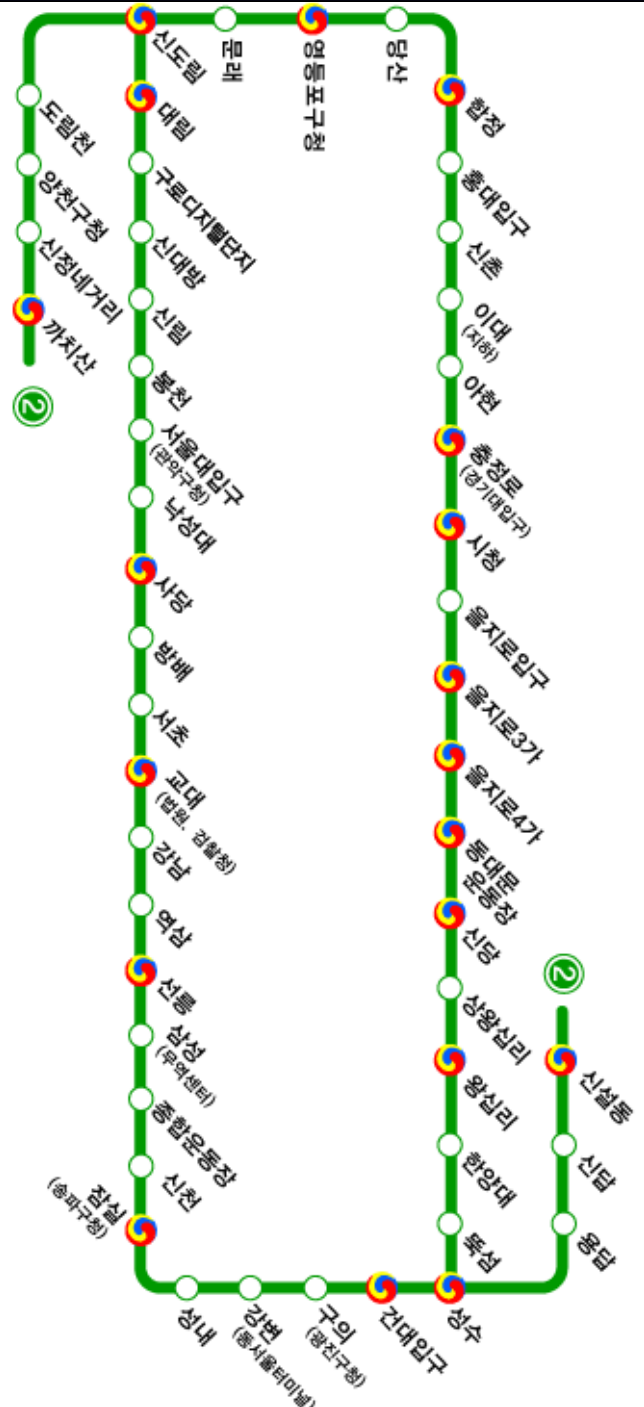 신도림
문래
영등포구청
당산
합정
홍대입구
신촌
이대
(지하)
아현
충정로
(경기대입구)
시청
을지로입구
을지로3가
을지로4가
동대문
운동장
신당
상왕십리
왕십리
한양대
뚝섬
성수
건대입구
구의
(광진구청)
강변
(동서울터미널)
성내
잠실
(송파구청)
신천
종합운동장
삼성
(무역센터)
선릉
역삼
강남
교대
(법원, 검찰청)
서초
방배
사당
낙성대
서울대입구
(관악구청)
봉천
신림
신대방
구로디지털단지
대림
도림천
양천구청
신정네거리
까치산
2
2
신설동
신답
용답